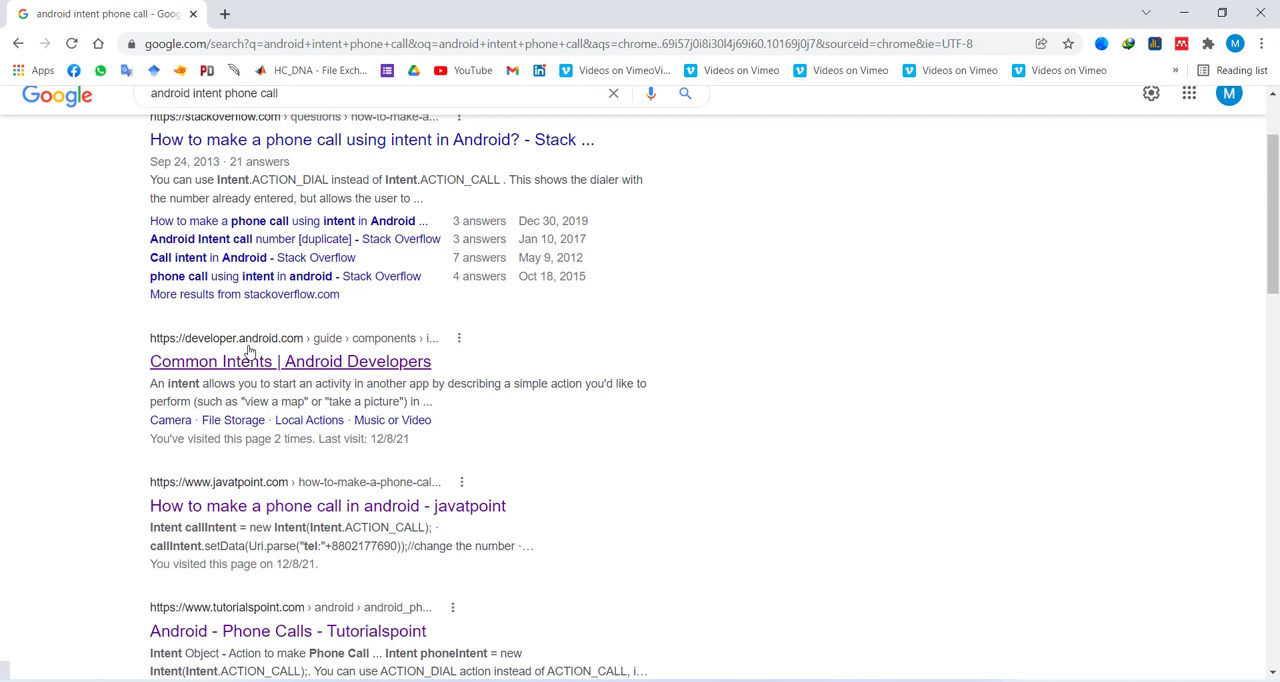 android intent phone call - Goog
google.com/search?q=android+intent+phone+call&oq=android+intent+phone+call&aqs=chrome..69i57j0i8i30l4j69i60.10169j0j7&sourceid=chrome&ie=UTF-8
Apps
HC_DNA - File Exch...
YouTube
Videos on VimeoVi...
Videos on Vimeo
Videos on Vimeo
Videos on Vimeo
Videos on Vimeo
» Reading list
Google
android intent phone call
M
https://stackoverflow.com › questions › how-to-make-a...
How to make a phone call using intent in Android? - Stack ...
Sep 24, 2013 · 21 answers
You can use Intent.ACTION_DIAL instead of Intent.ACTION_CALL . This shows the dialer with
the number already entered, but allows the user to ...
How to make a phone call using intent in Android ... 3 answers Dec 30, 2019
Android Intent call number [duplicate] - Stack Overflow 3 answers Jan 10, 2017
Call intent in Android - Stack Overflow 7 answers May 9, 2012
phone call using intent in android - Stack Overflow 4 answers Oct 18, 2015
More results from stackoverflow.com
https://developer.android.com › guide › components › i...
Common Intents | Android Developers
An intent allows you to start an activity in another app by describing a simple action you'd like to
perform (such as "view a map" or "take a picture") in ...
Camera · File Storage · Local Actions · Music or Video
You've visited this page 2 times. Last visit: 12/8/21
https://www.javatpoint.com › how-to-make-a-phone-cal...
How to make a phone call in android - javatpoint
Intent callIntent = new Intent(Intent.ACTION_CALL); ·
callIntent.setData(Uri.parse("tel:"+8802177690));//change the number ·...
You visited this page on 12/8/21.
https://www.tutorialspoint.com › android › android_ph...
Android - Phone Calls - Tutorialspoint
Intent Object - Action to make Phone Call ... Intent phoneIntent = new
Intent(Intent.ACTION_CALL);. You can use ACTION_DIAL action instead of ACTION_CALL, i...